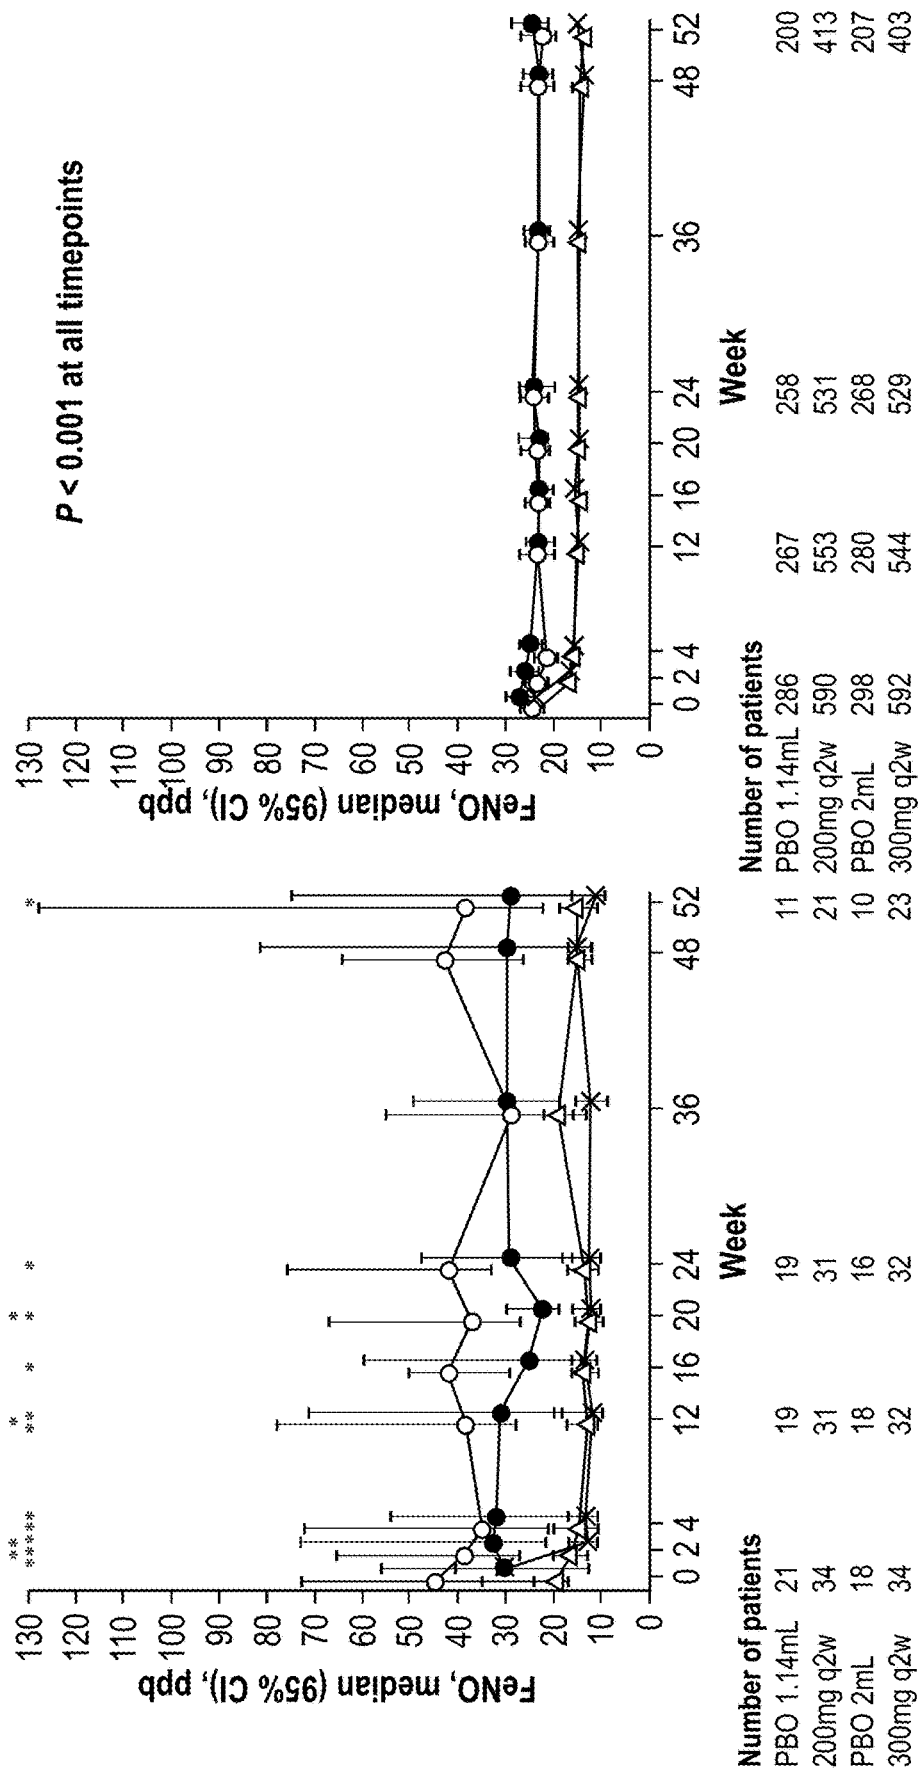 ** * *
***** ** * * * *
FeNO, median (95% CI), ppb
130
120
110
100
90
80
70
60
50
40
30
20
10
0
0 2 4 12 16 20 24 36 48 52
Week
Number of patients
PBO 1.14mL 21 19 19 11
200mg q2w 34 31 31 21
PBO 2mL 18 18 16 10
300mg q2w 34 32 32 23
P < 0.001 at all timepoints
FeNO, median (95% CI), ppb
130
120
110
100
90
80
70
60
50
40
30
20
10
0
0 2 4 12 16 20 24 36 48 52
Week
Number of patients
PBO 1.14mL 286 267 258 200
200mg q2w 590 553 531 413
PBO 2mL 298 280 268 207
300mg q2w 592 544 529 403